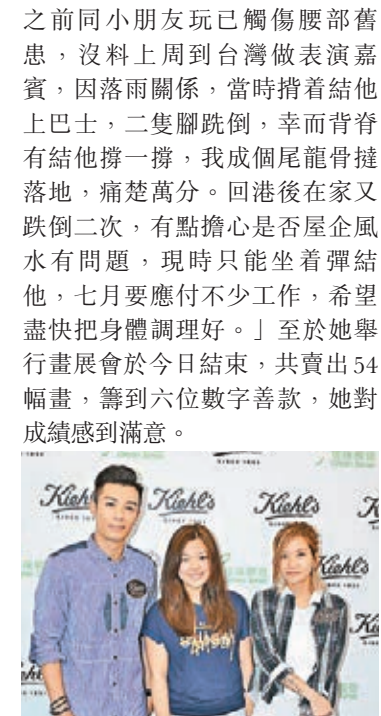 之前同小朋友玩已觸傷腰部舊
患，沒料上周到台灣做表演嘉
賓，因落雨關係，當時揹着結他
上巴士，二隻腳跣倒，幸而背脊
有結他撐一撐，我成個尾龍骨撻
落地，痛楚萬分。回港後在家又
跌倒二次，有點擔心是否屋企風
水有問題，現時只能坐着彈結
他，七月要應付不少工作，希望
盡快把身體調理好。」至於她舉
行畫展會於今日結束，共賣出54
幅畫，籌到六位數字善款，她對
成績感到滿意。
Kiehl's
SINCE 1851
Kiehl's
SINCE 1851
Kiehl's
Kiehl's